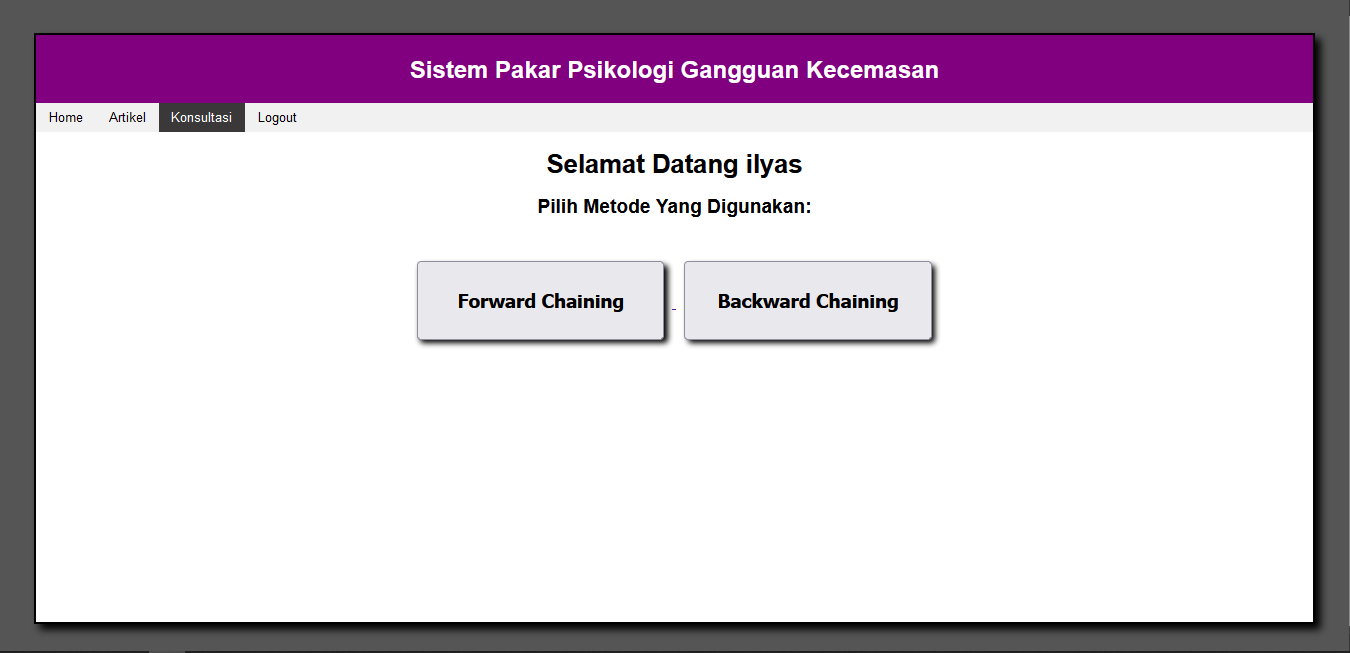 Sistem Pakar Psikologi Gangguan Kecemasan
Home Artikel Konsultasi Logout
Selamat Datang ilyas
Pilih Metode Yang Digunakan:
Forward Chaining Backward Chaining